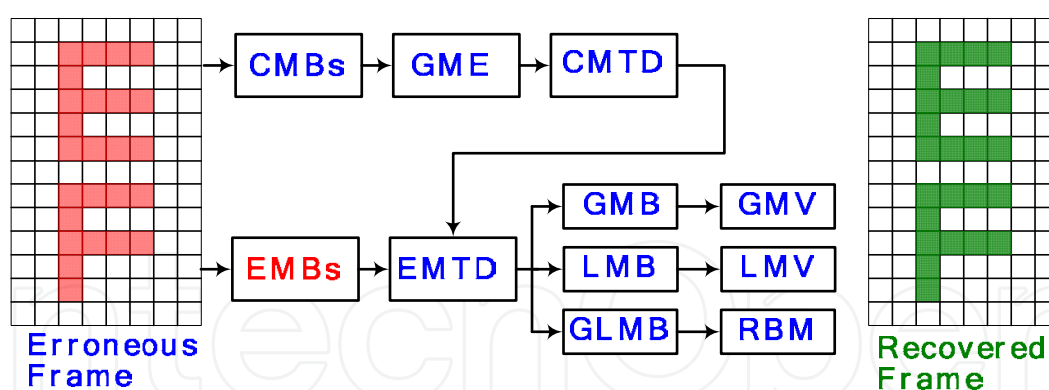 CMBs
GME
CMTD
GMB
GMV
EMBs
EMTD
LMB
LMV
GLMB
RBM
Erroneous
Frame
Recovered
Frame